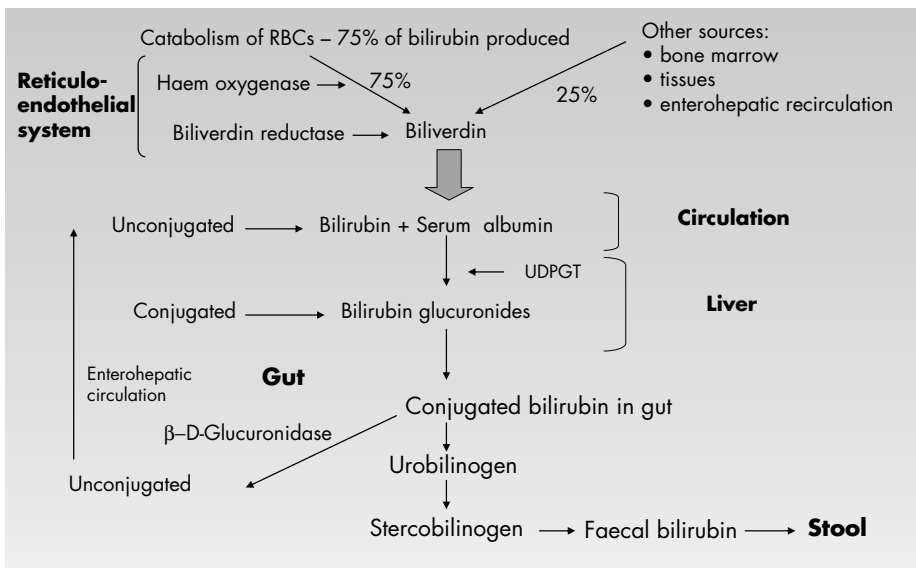 Catabolism of RBCs – 75% of bilirubin produced
Other sources:
• bone marrow
• tissues
• enterohepatic recirculation
Reticulo-
endothelial
system
Haem oxygenase
75%
25%
Biliverdin reductase
Biliverdin
Unconjugated
Bilirubin + Serum albumin
Circulation
UDPGT
Conjugated
Bilirubin glucuronides
Liver
Enterohepatic
circulation
Gut
Conjugated bilirubin in gut
β–D-Glucuronidase
Urobilinogen
Unconjugated
Stercobilinogen
Faecal bilirubin
Stool